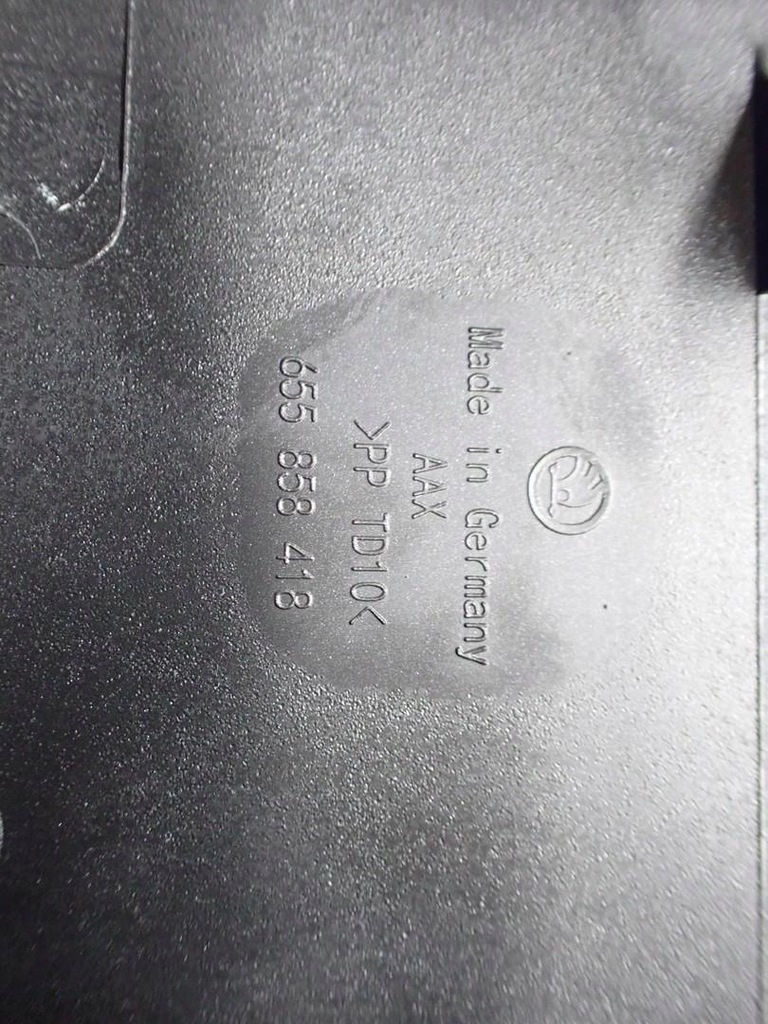 Made in Germany
AAX
>PP TD10<
655 858 418